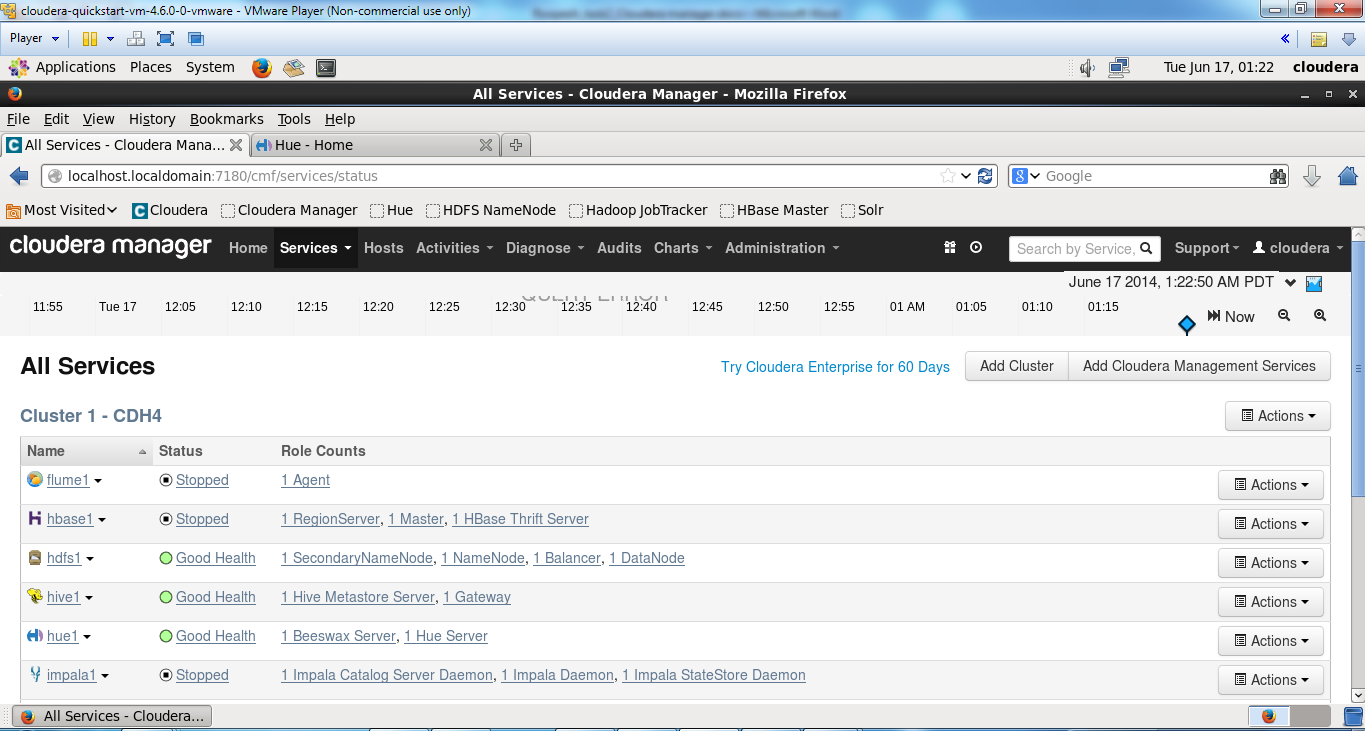 cloudera-quickstart-vm-4.6.0-0-vmware - VMware Player (Non-commercial use only)
Player
Applications Places System Tue Jun 17, 01:22 cloudera
All Services - Cloudera Manager - Mozilla Firefox
File Edit View History Bookmarks Tools Help
All Services - Cloudera Mana... Hue - Home
localhost.localdomain:7180/cmf/services/status Google
Most Visited Cloudera Cloudera Manager Hue HDFS NameNode Hadoop JobTracker HBase Master Solr
cloudera manager Home Services Hosts Activities Diagnose Audits Charts Administration Search by Service, Support cloudera
June 17 2014, 1:22:50 AM PDT
QUERY ERROR
11:55 Tue 17 12:05 12:10 12:15 12:20 12:25 12:30 12:35 12:40 12:45 12:50 12:55 01 AM 01:05 01:10 01:15 Now
All Services Try Cloudera Enterprise for 60 Days Add Cluster Add Cloudera Management Services
Cluster 1 - CDH4 Actions
Name Status Role Counts
flume1 Stopped 1 Agent Actions
hbase1 Stopped 1 RegionServer, 1 Master, 1 HBase Thrift Server Actions
hdfs1 Good Health 1 SecondaryNameNode, 1 NameNode, 1 Balancer, 1 DataNode Actions
hive1 Good Health 1 Hive Metastore Server, 1 Gateway Actions
hue1 Good Health 1 Beeswax Server, 1 Hue Server Actions
impala1 Stopped 1 Impala Catalog Server Daemon, 1 Impala Daemon, 1 Impala StateStore Daemon Actions
All Services - Cloudera...